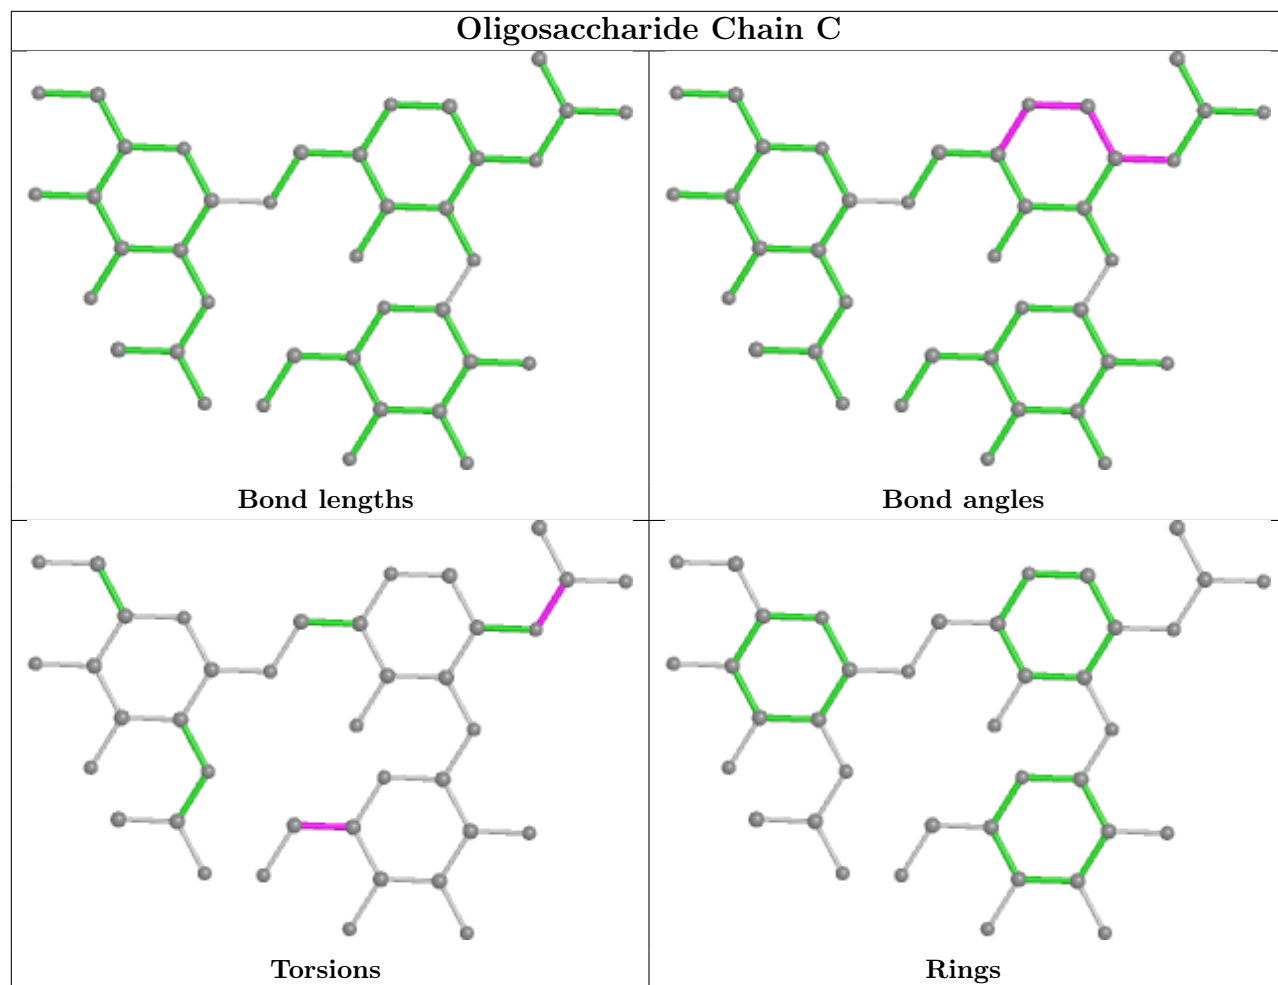 Oligosaccharide Chain C
Bond lengths
Bond angles
Torsions
Rings